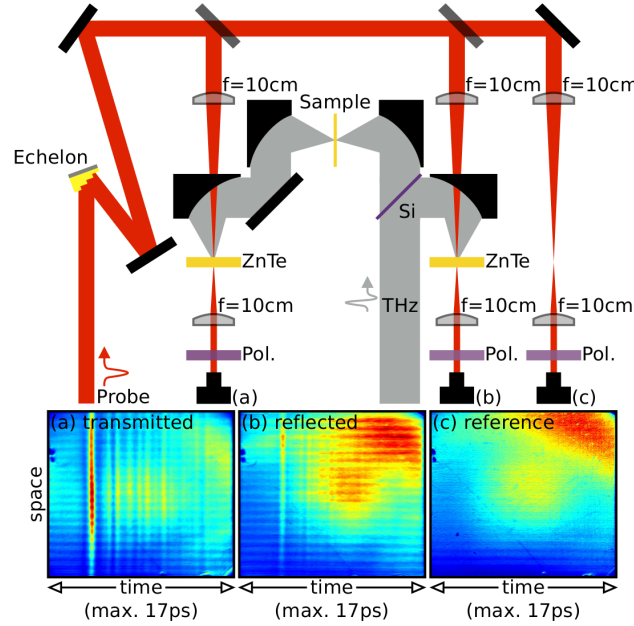 f=10cm
f=10cm
f=10cm
Sample
Echelon
Si
ZnTe
ZnTe
f=10cm
THz
f=10cm
f=10cm
Pol.
Pol.
Pol.
Probe
(a)
(b)
(c)
(a) transmitted
(b) reflected
(c) reference
space
time
time
time
(max. 17ps)
(max. 17ps)
(max. 17ps)